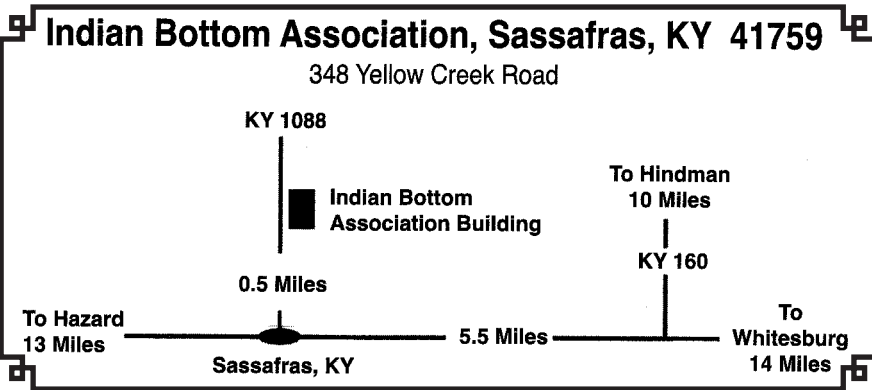 Indian Bottom Association, Sassafras, KY 41759
348 Yellow Creek Road
KY 1088
To Hindman
10 Miles
Indian Bottom
Association Building
KY 160
0.5 Miles
To Hazard
13 Miles
5.5 Miles
To
Whitesburg
14 Miles
Sassafras, KY